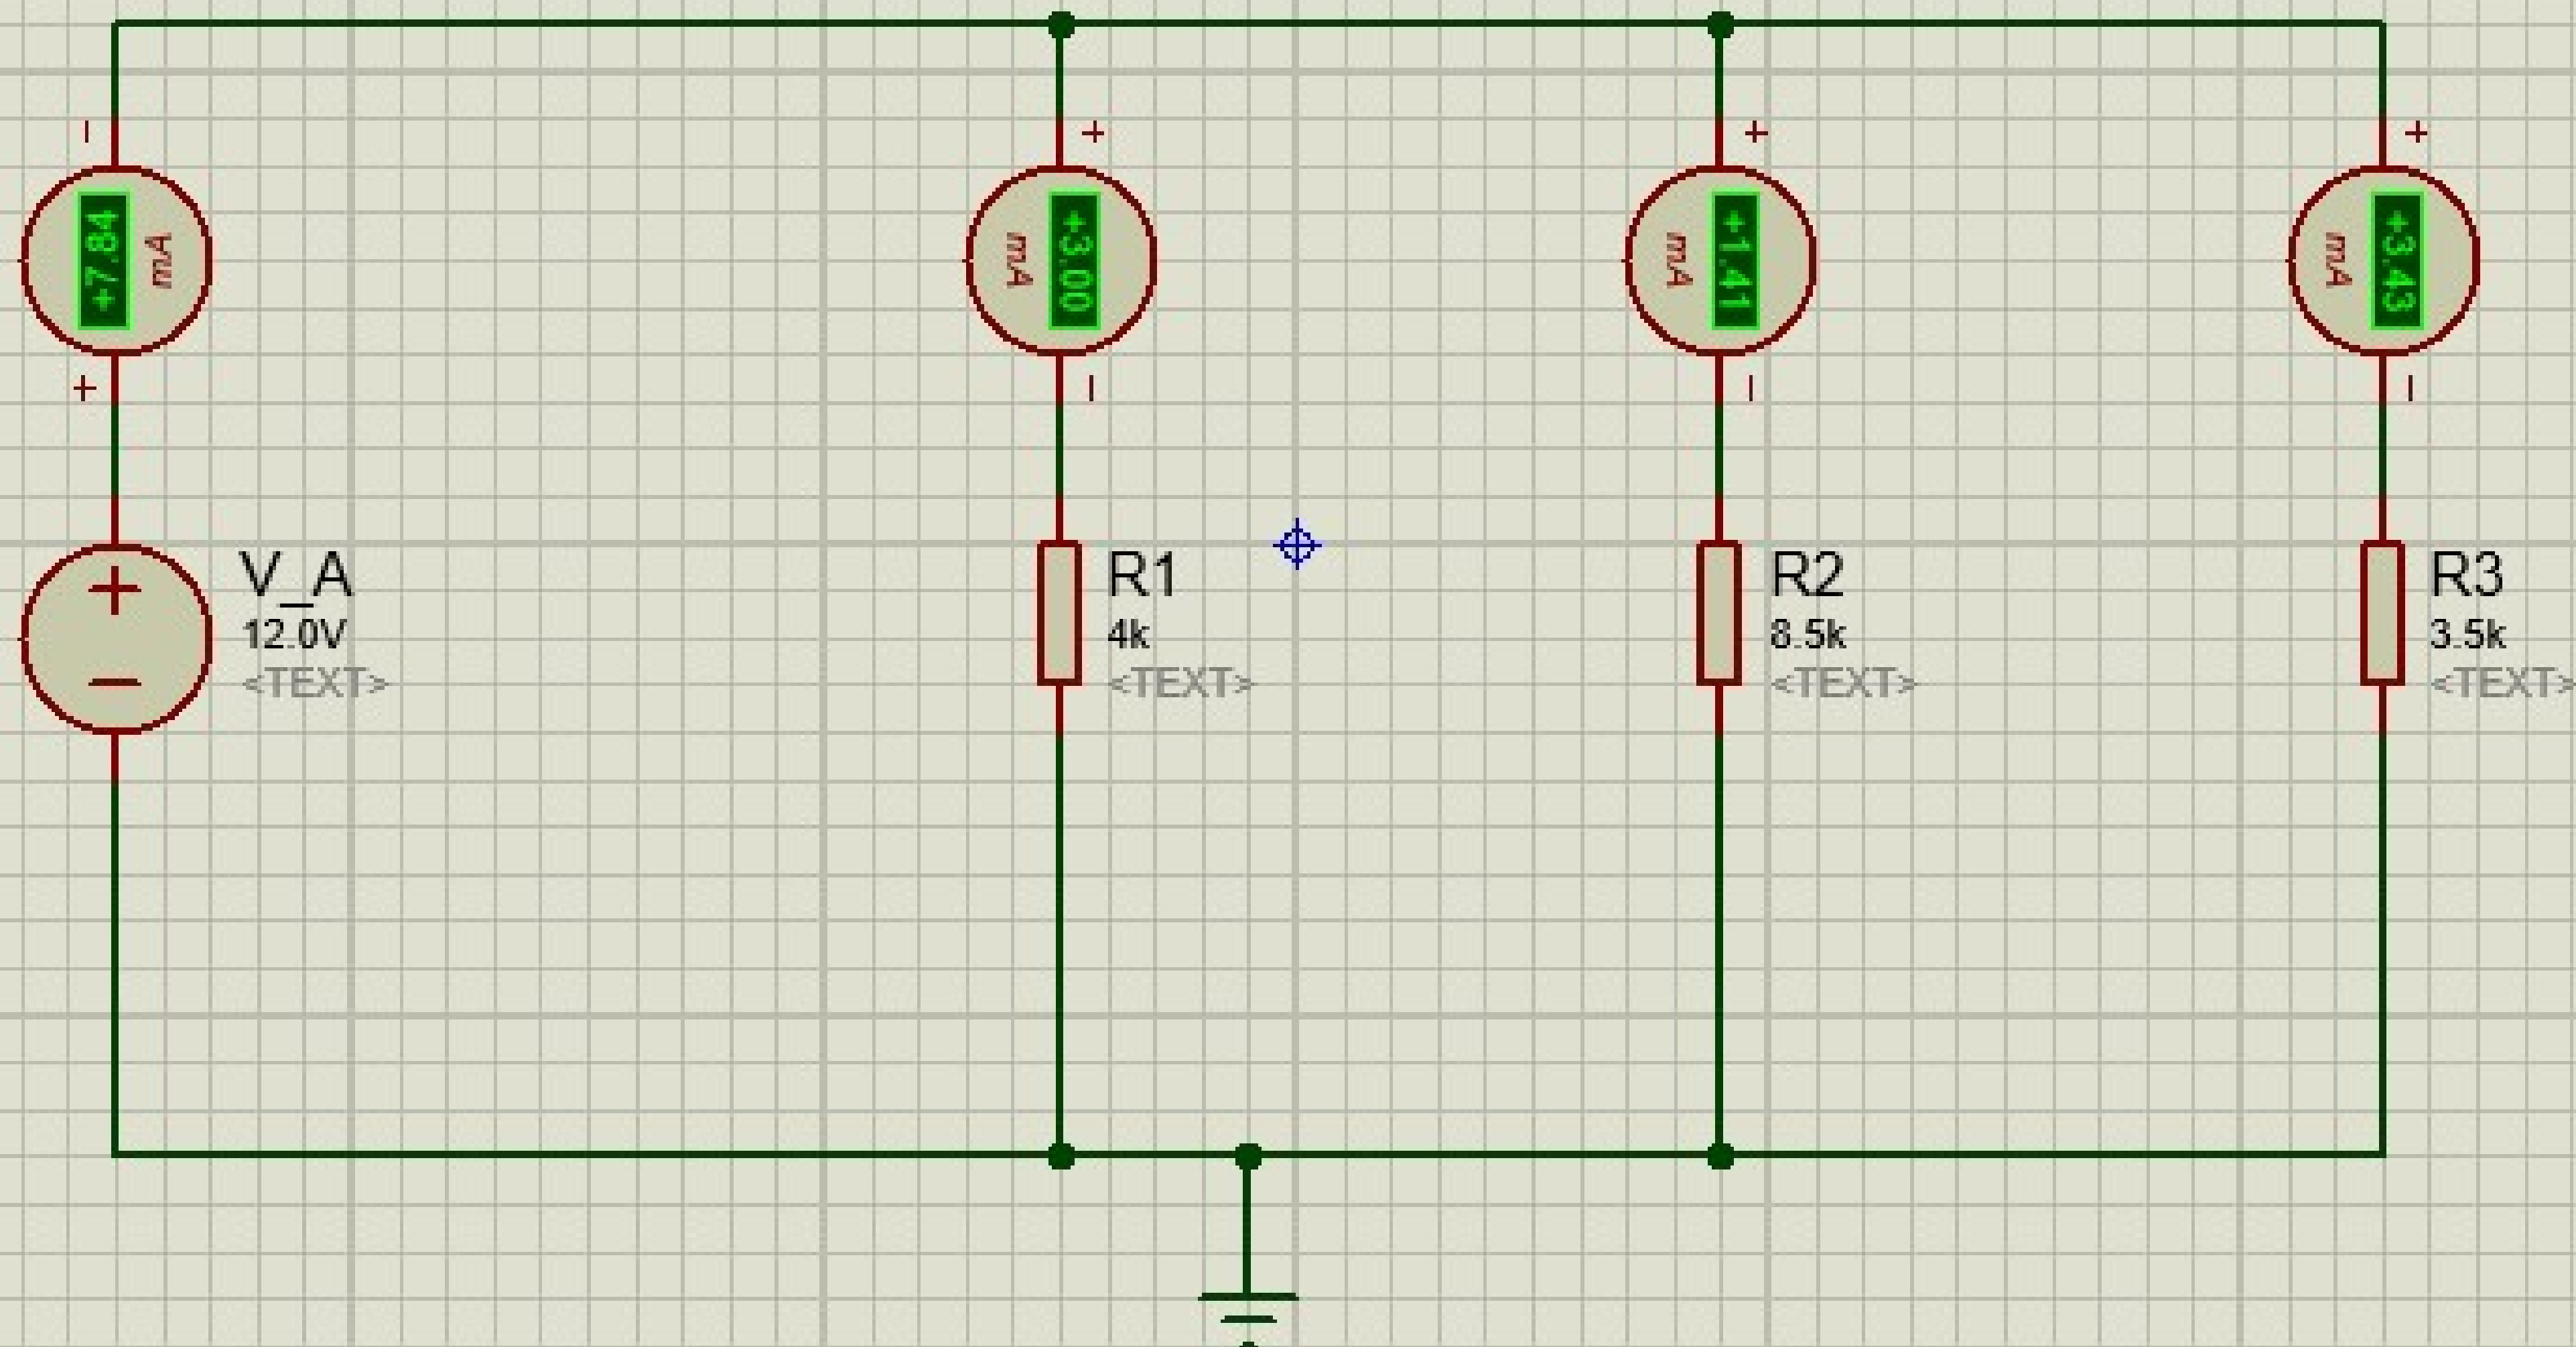 +7.84
mA
+3.00
mA
+1.41
mA
+3.43
mA
V_A
12.0V
<TEXT>
R1
4k
<TEXT>
R2
8.5k
<TEXT>
R3
3.5k
<TEXT>